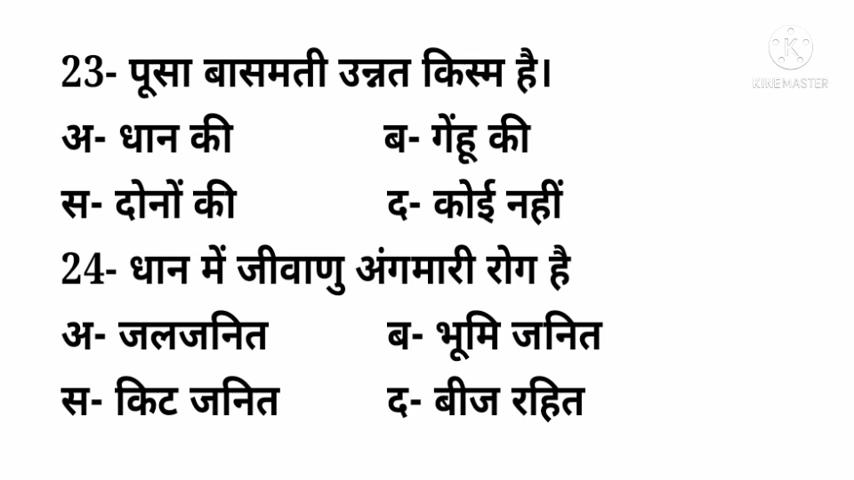 23- पूसा बासमती उन्नत किस्म है।
KINEMASTER
अ- धान की ब- गेंहू की
स- दोनों की द- कोई नहीं
24- धान में जीवाणु अंगमारी रोग है
अ- जलजनित ब- भूमि जनित
स- किट जनित द- बीज रहित